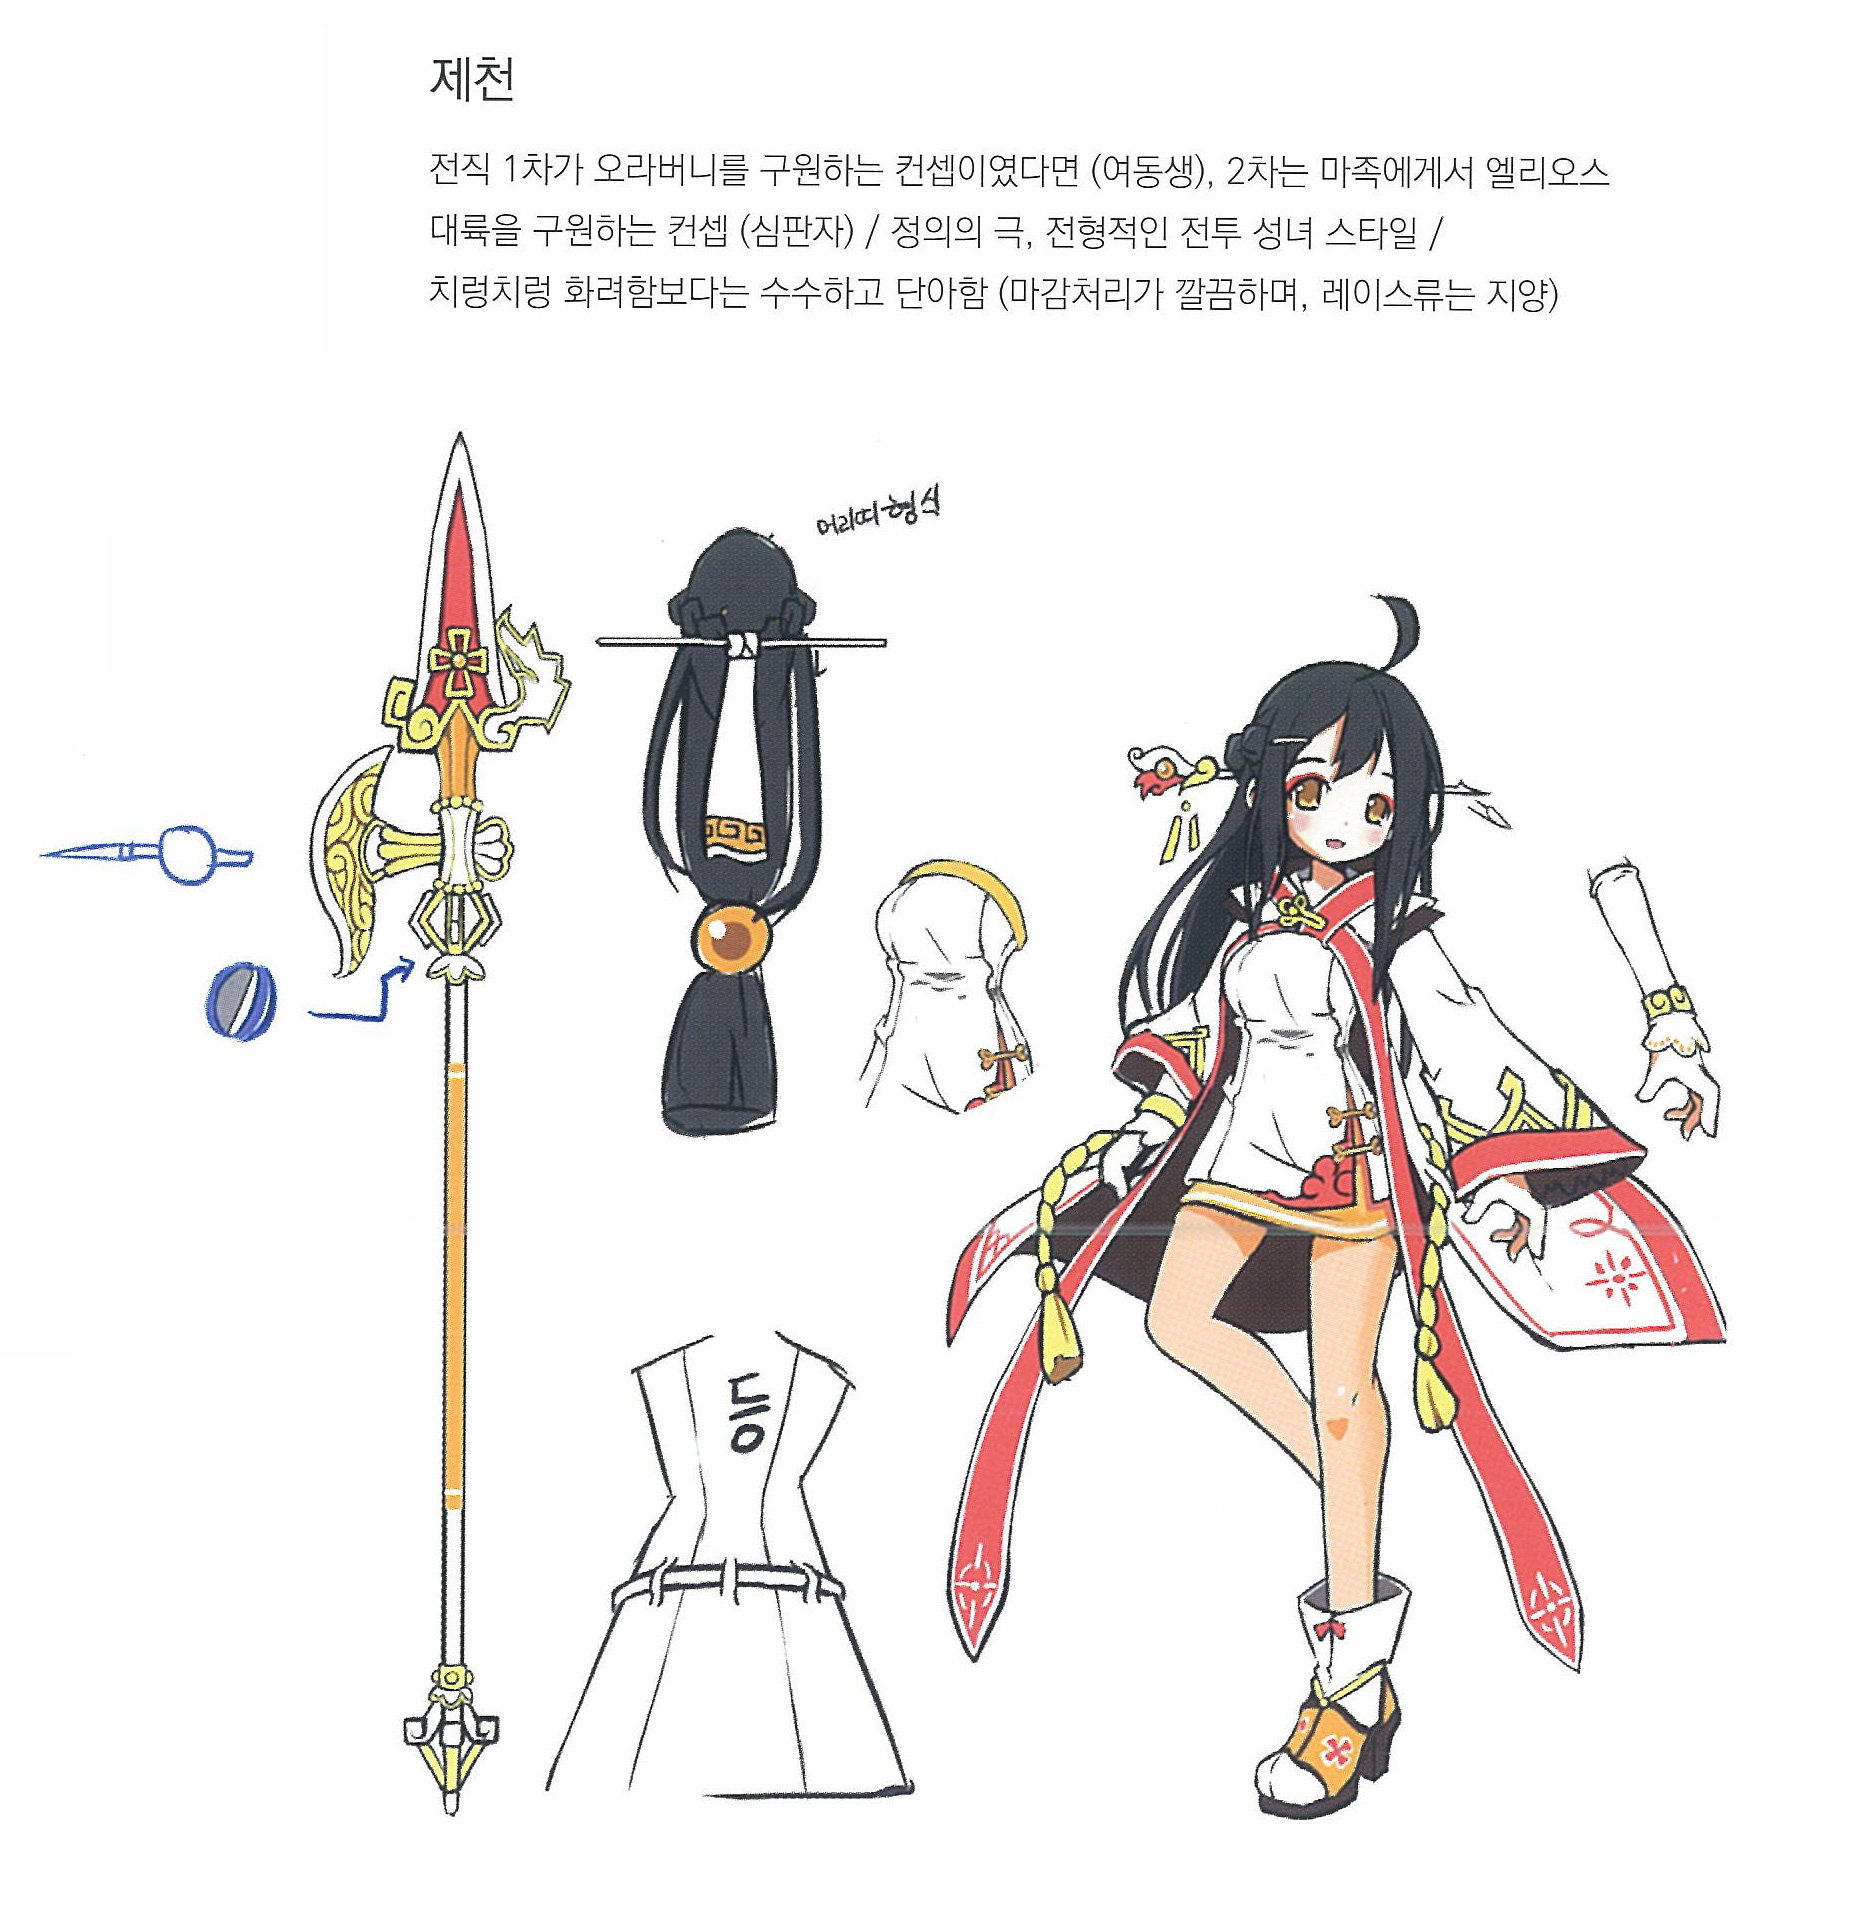 제천
전직 1차가 오라버니를 구원하는 컨셉이였다면 (여동생), 2차는 마족에게서 엘리오스
대륙을 구원하는 컨셉 (심판자) / 정의의 극, 전형적인 전투 성녀 스타일 /
치렁치렁 화려함보다는 수수하고 단아함 (마감처리가 깔끔하며, 레이스류는 지양)
머리띠형식
등